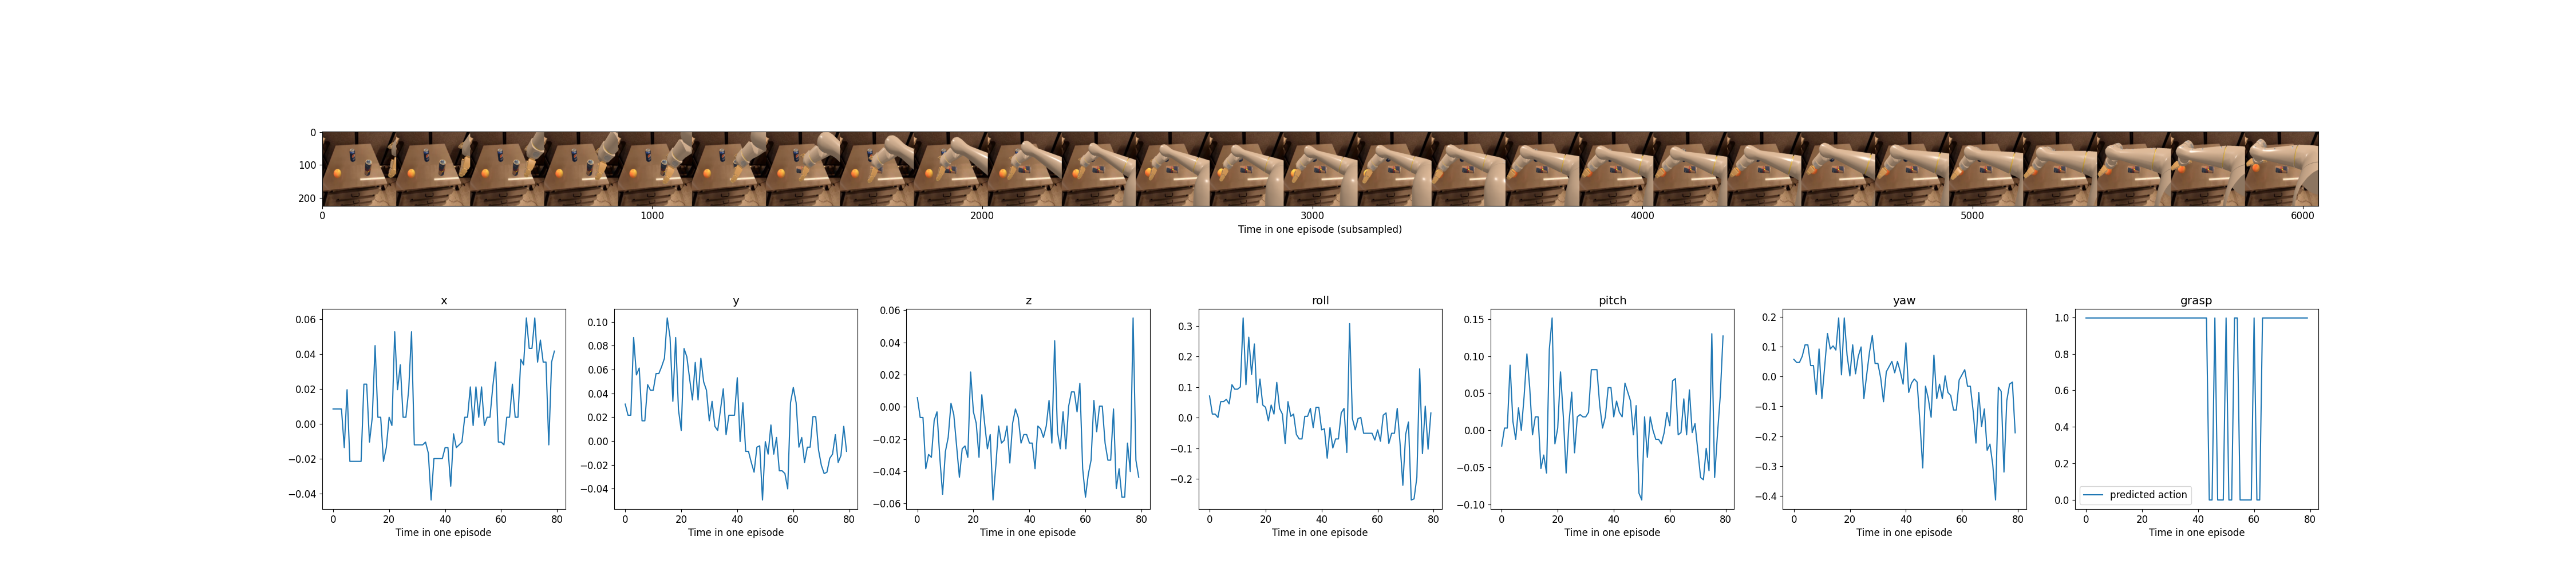 0
100
200
0 1000 2000 3000 4000 5000 6000
Time in one episode (subsampled)
x
0.06
0.04
0.02
0.00
−0.02
−0.04
0 20 40 60 80
Time in one episode
y
0.10
0.08
0.06
0.04
0.02
0.00
−0.02
−0.04
0 20 40 60 80
Time in one episode
z
0.06
0.04
0.02
0.00
−0.02
−0.04
−0.06
0 20 40 60 80
Time in one episode
roll
0.3
0.2
0.1
0.0
−0.1
−0.2
0 20 40 60 80
Time in one episode
pitch
0.15
0.10
0.05
0.00
−0.05
−0.10
0 20 40 60 80
Time in one episode
yaw
0.2
0.1
0.0
−0.1
−0.2
−0.3
−0.4
0 20 40 60 80
Time in one episode
grasp
1.0
0.8
0.6
0.4
0.2
0.0
predicted action
0 20 40 60 80
Time in one episode